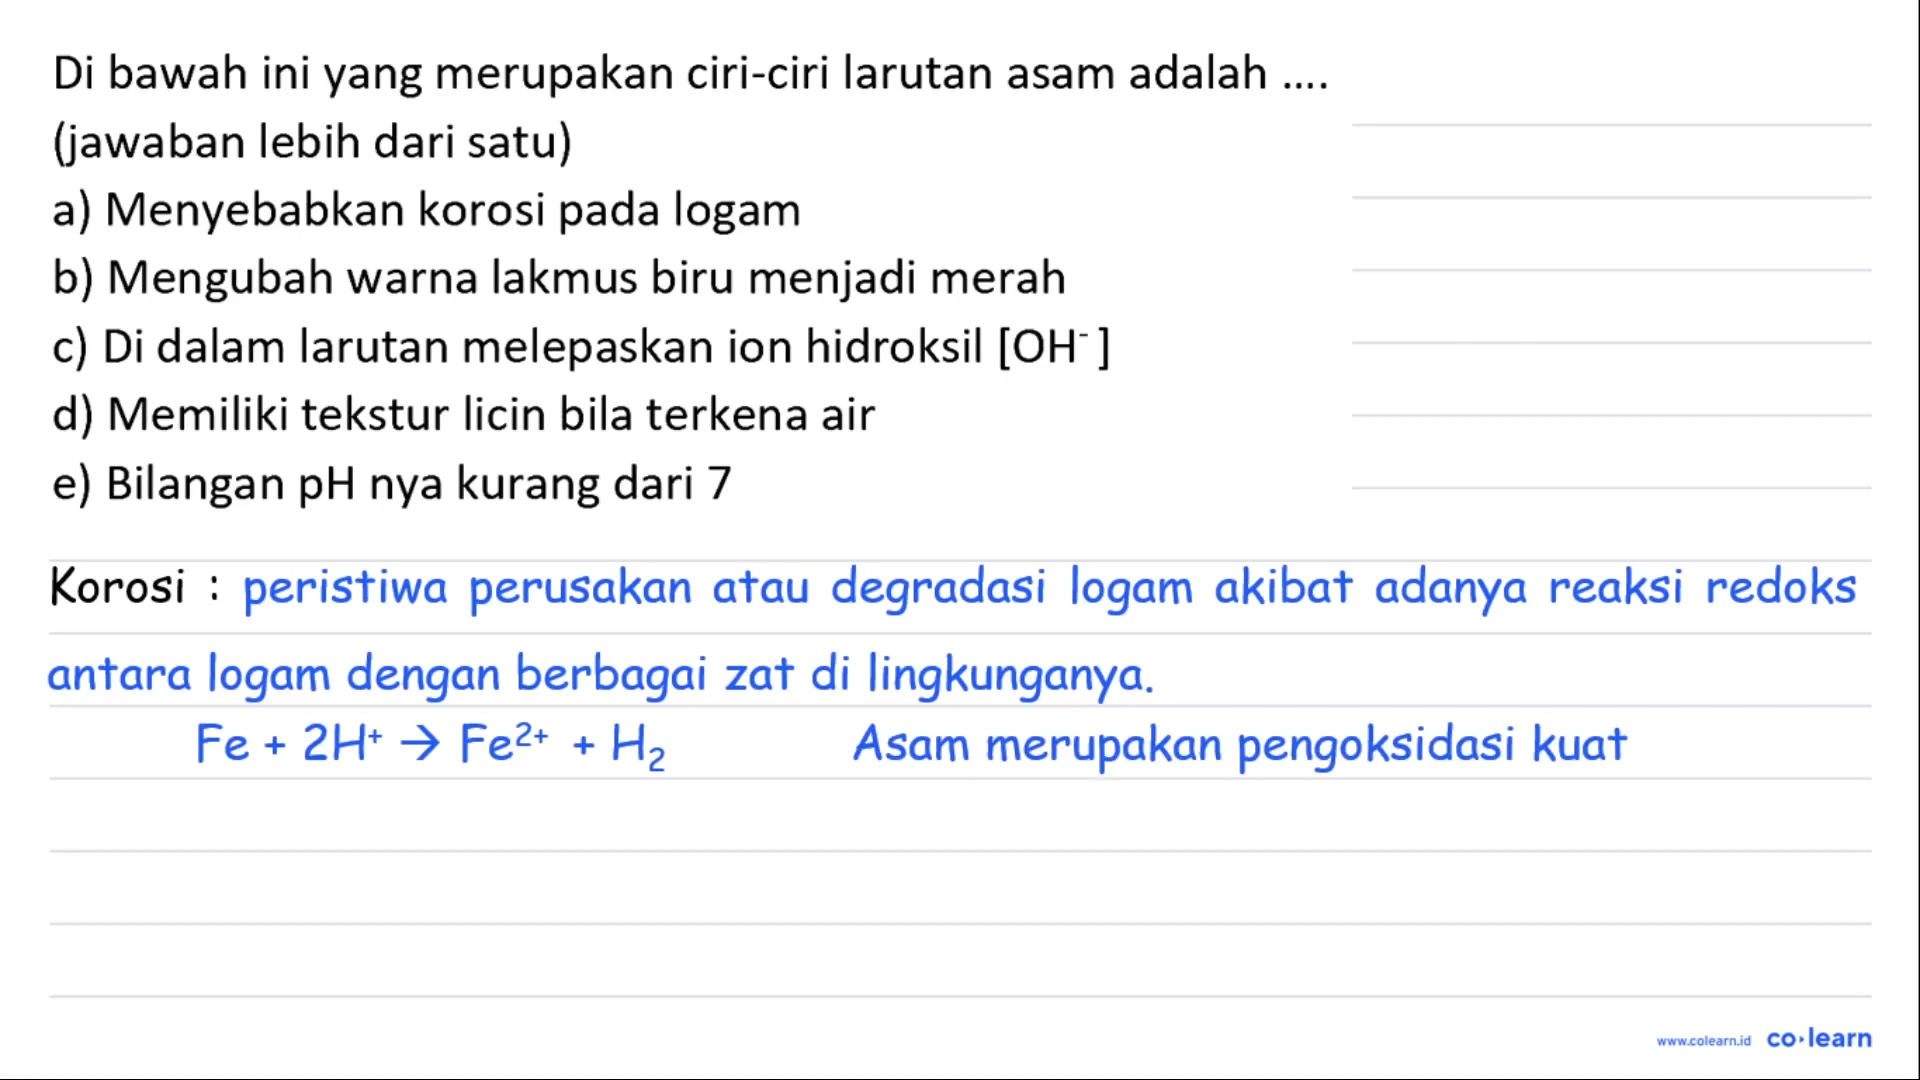 Di bawah ini yang merupakan ciri-ciri larutan asam adalah ....
(jawaban lebih dari satu)
a) Menyebabkan korosi pada logam
b) Mengubah warna lakmus biru menjadi merah
c) Di dalam larutan melepaskan ion hidroksil [OH⁻ ]
d) Memiliki tekstur licin bila terkena air
e) Bilangan pH nya kurang dari 7
Korosi : peristiwa perusakan atau degradasi logam akibat adanya reaksi redoks
antara logam dengan berbagai zat di lingkunganya.
Fe + 2H⁺ → Fe²⁺ + H₂ Asam merupakan pengoksidasi kuat
www.colearn.id co·learn